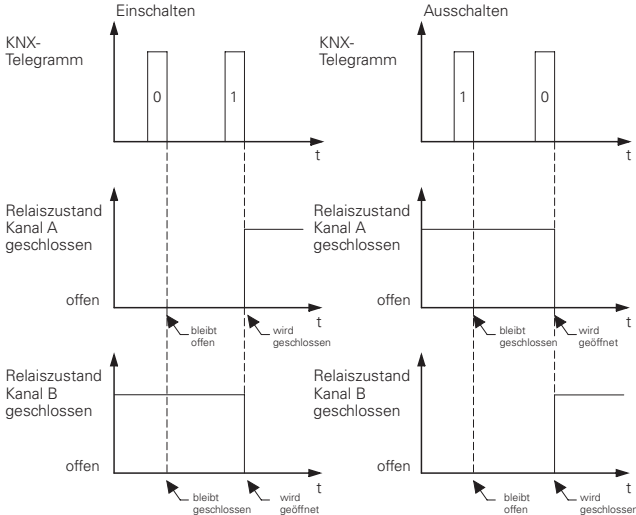 Einschalten
KNX-
Telegramm
0
1
t
Relaiszustand
Kanal A
geschlossen
offen
bleibt
offen
wird
geschlossen
t
Relaiszustand
Kanal B
geschlossen
offen
bleibt
geschlossen
wird
geöffnet
t
Ausschalten
KNX-
Telegramm
1
0
t
Relaiszustand
Kanal A
geschlossen
offen
bleibt
geschlossen
wird
geöffnet
t
Relaiszustand
Kanal B
geschlossen
offen
bleibt
offen
wird
geschlossen
t